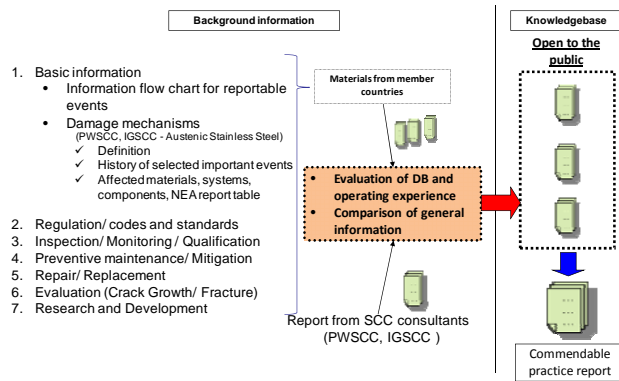 Background information
Knowledgebase
Open to the
public
1. Basic information
• Information flow chart for reportable
events
• Damage mechanisms
(PWSCC, IGSCC - Austenic Stainless Steel)
✓ Definition
✓ History of selected important events
✓ Affected materials, systems,
components, NEA report table
2. Regulation/ codes and standards
3. Inspection/ Monitoring / Qualification
4. Preventive maintenance/ Mitigation
5. Repair/ Replacement
6. Evaluation (Crack Growth/ Fracture)
7. Research and Development
Materials from member
countries
• Evaluation of DB and
operating experience
• Comparison of general
information
Report from SCC consultants
(PWSCC, IGSCC )
Commendable
practice report